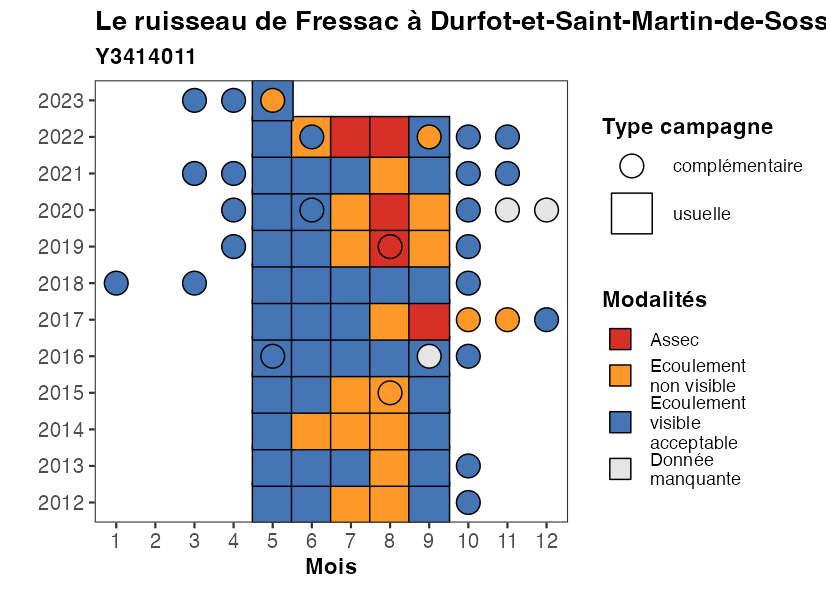 Le ruisseau de Fressac à Durfot-et-Saint-Martin-de-Soss
Y3414011
2023
2022
2021
2020
2019
2018
2017
2016
2015
2014
2013
2012
1 2 3 4 5 6 7 8 9 10 11 12
Mois
Type campagne
complémentaire
usuelle
Modalités
Assec
Ecoulement
non visible
Ecoulement
visible
acceptable
Donnée
manquante